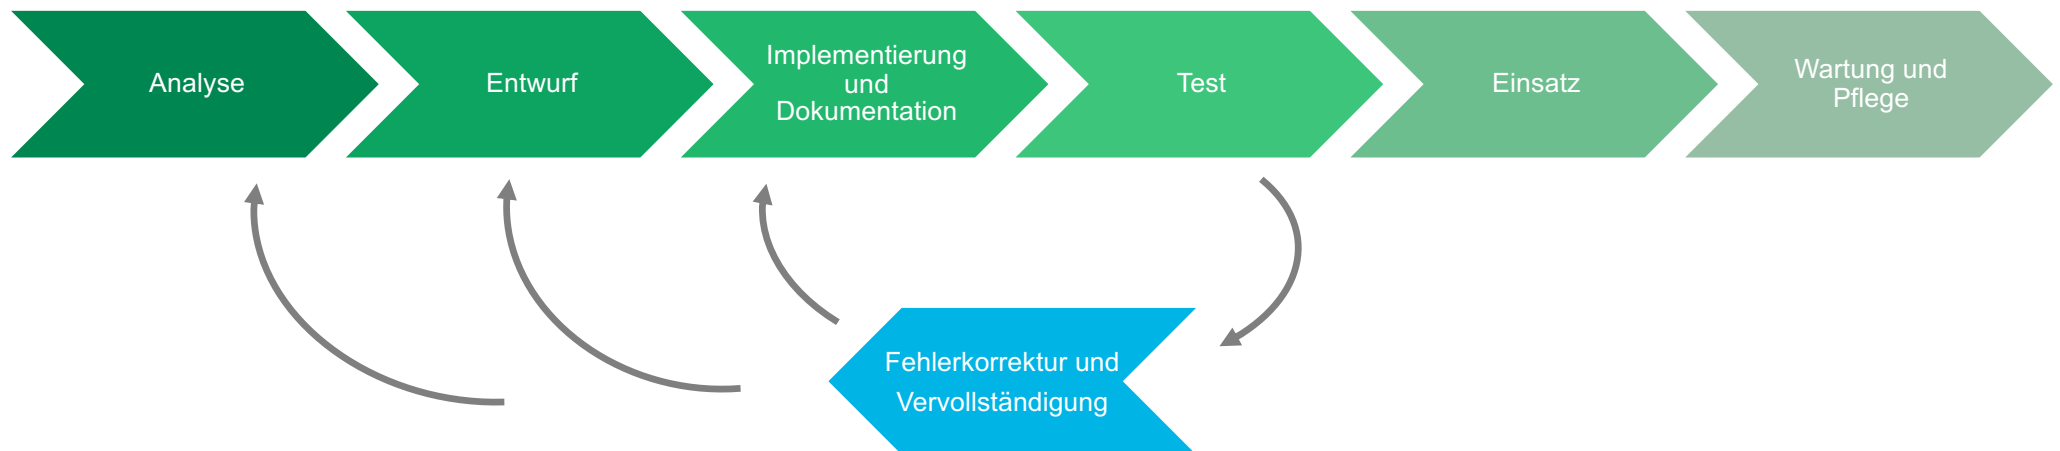 Analyse
Entwurf
Implementierung
und
Dokumentation
Test
Einsatz
Wartung und
Pflege
Fehlerkorrektur und
Vervollständigung